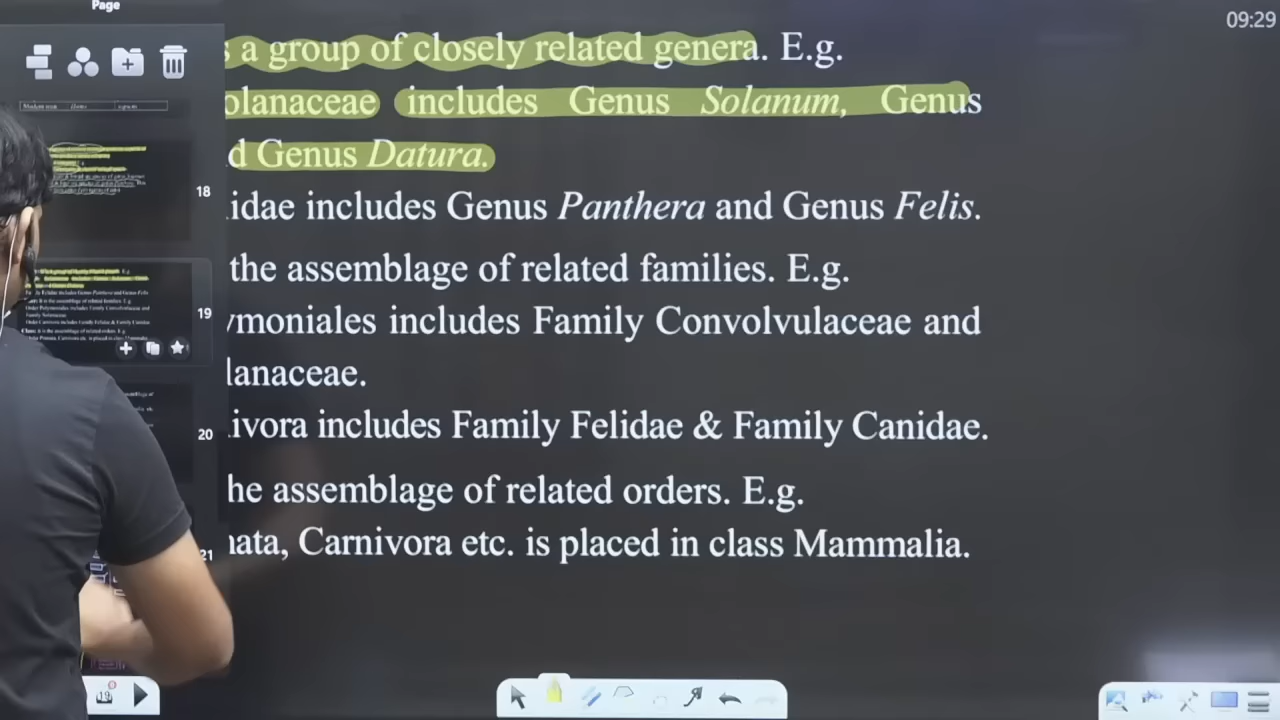 Page
09:29
s a group of closely related genera. E.g.
olanaceae includes Genus Solanum, Genus
d Genus Datura.
idae includes Genus Panthera and Genus Felis.
the assemblage of related families. E.g.
ymoniales includes Family Convolvulaceae and
lanaceae.
ivora includes Family Felidae & Family Canidae.
he assemblage of related orders. E.g.
nata, Carnivora etc. is placed in class Mammalia.
18
19
20
21
19